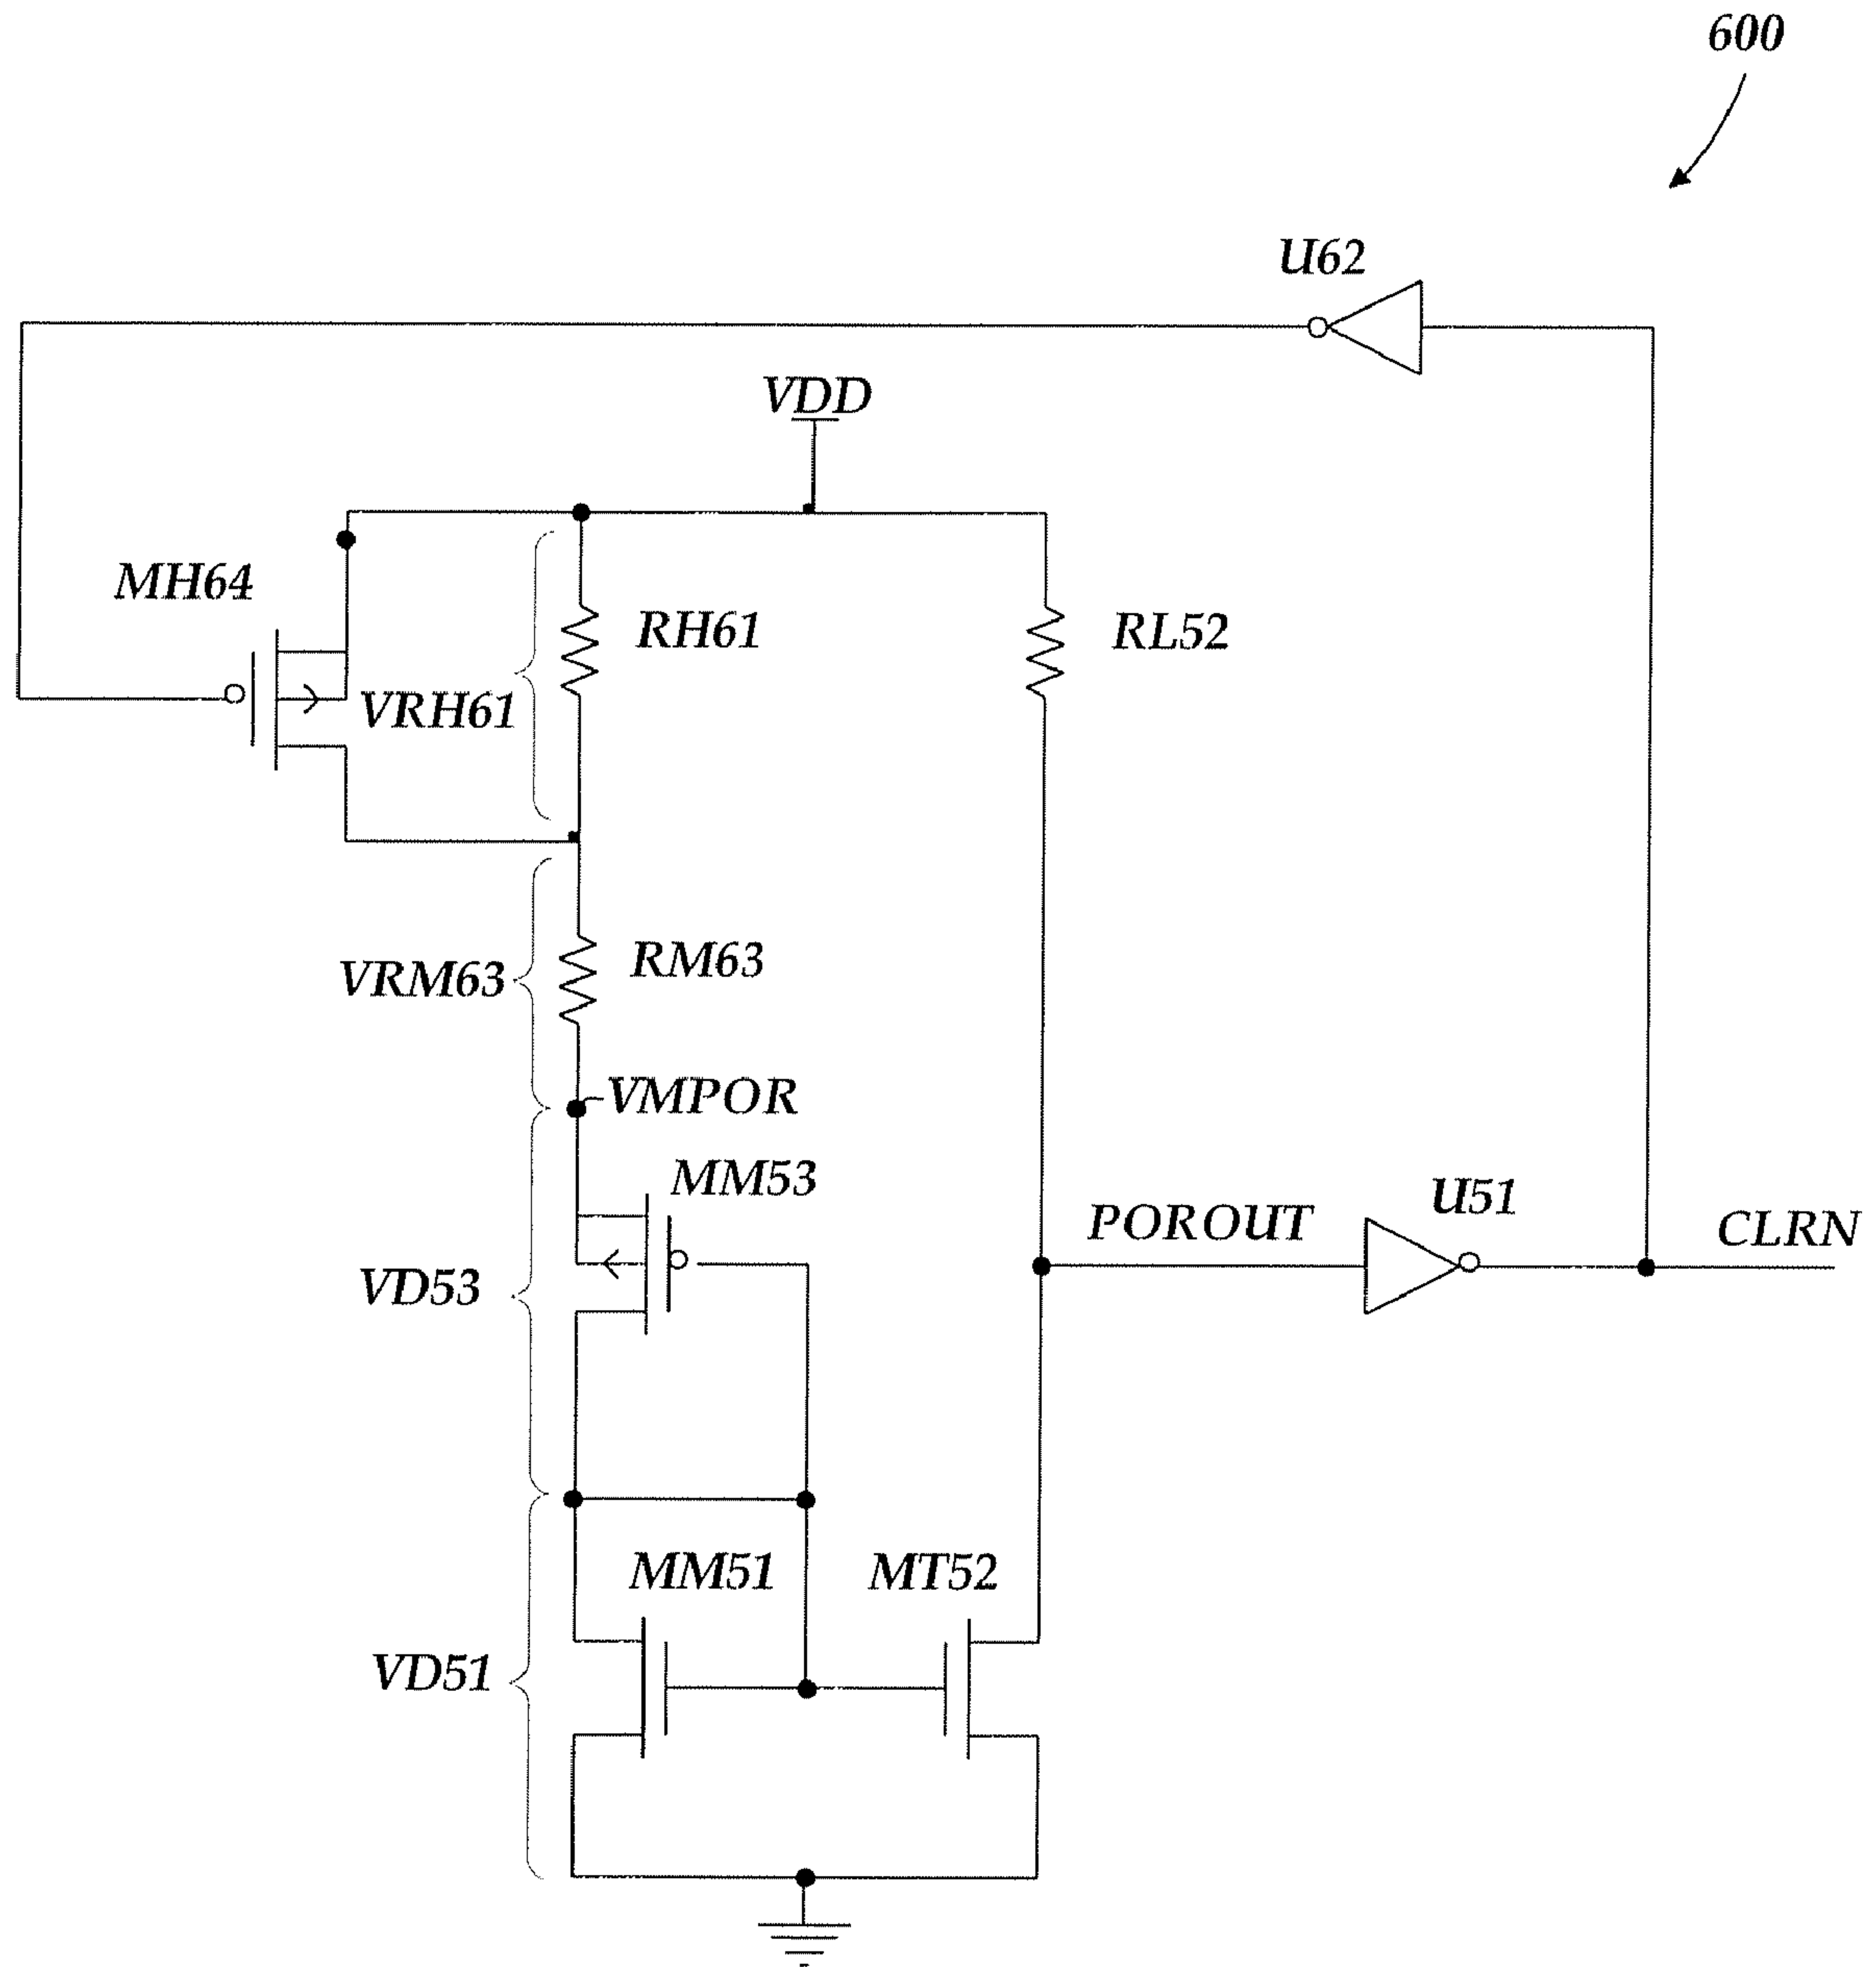 600
U62
VDD
MH64
RH61
RL52
VRH61
RM63
VRM63
VMPOR
MM53
POROUT
U51
CLRN
VD53
MM51
MT52
VD51